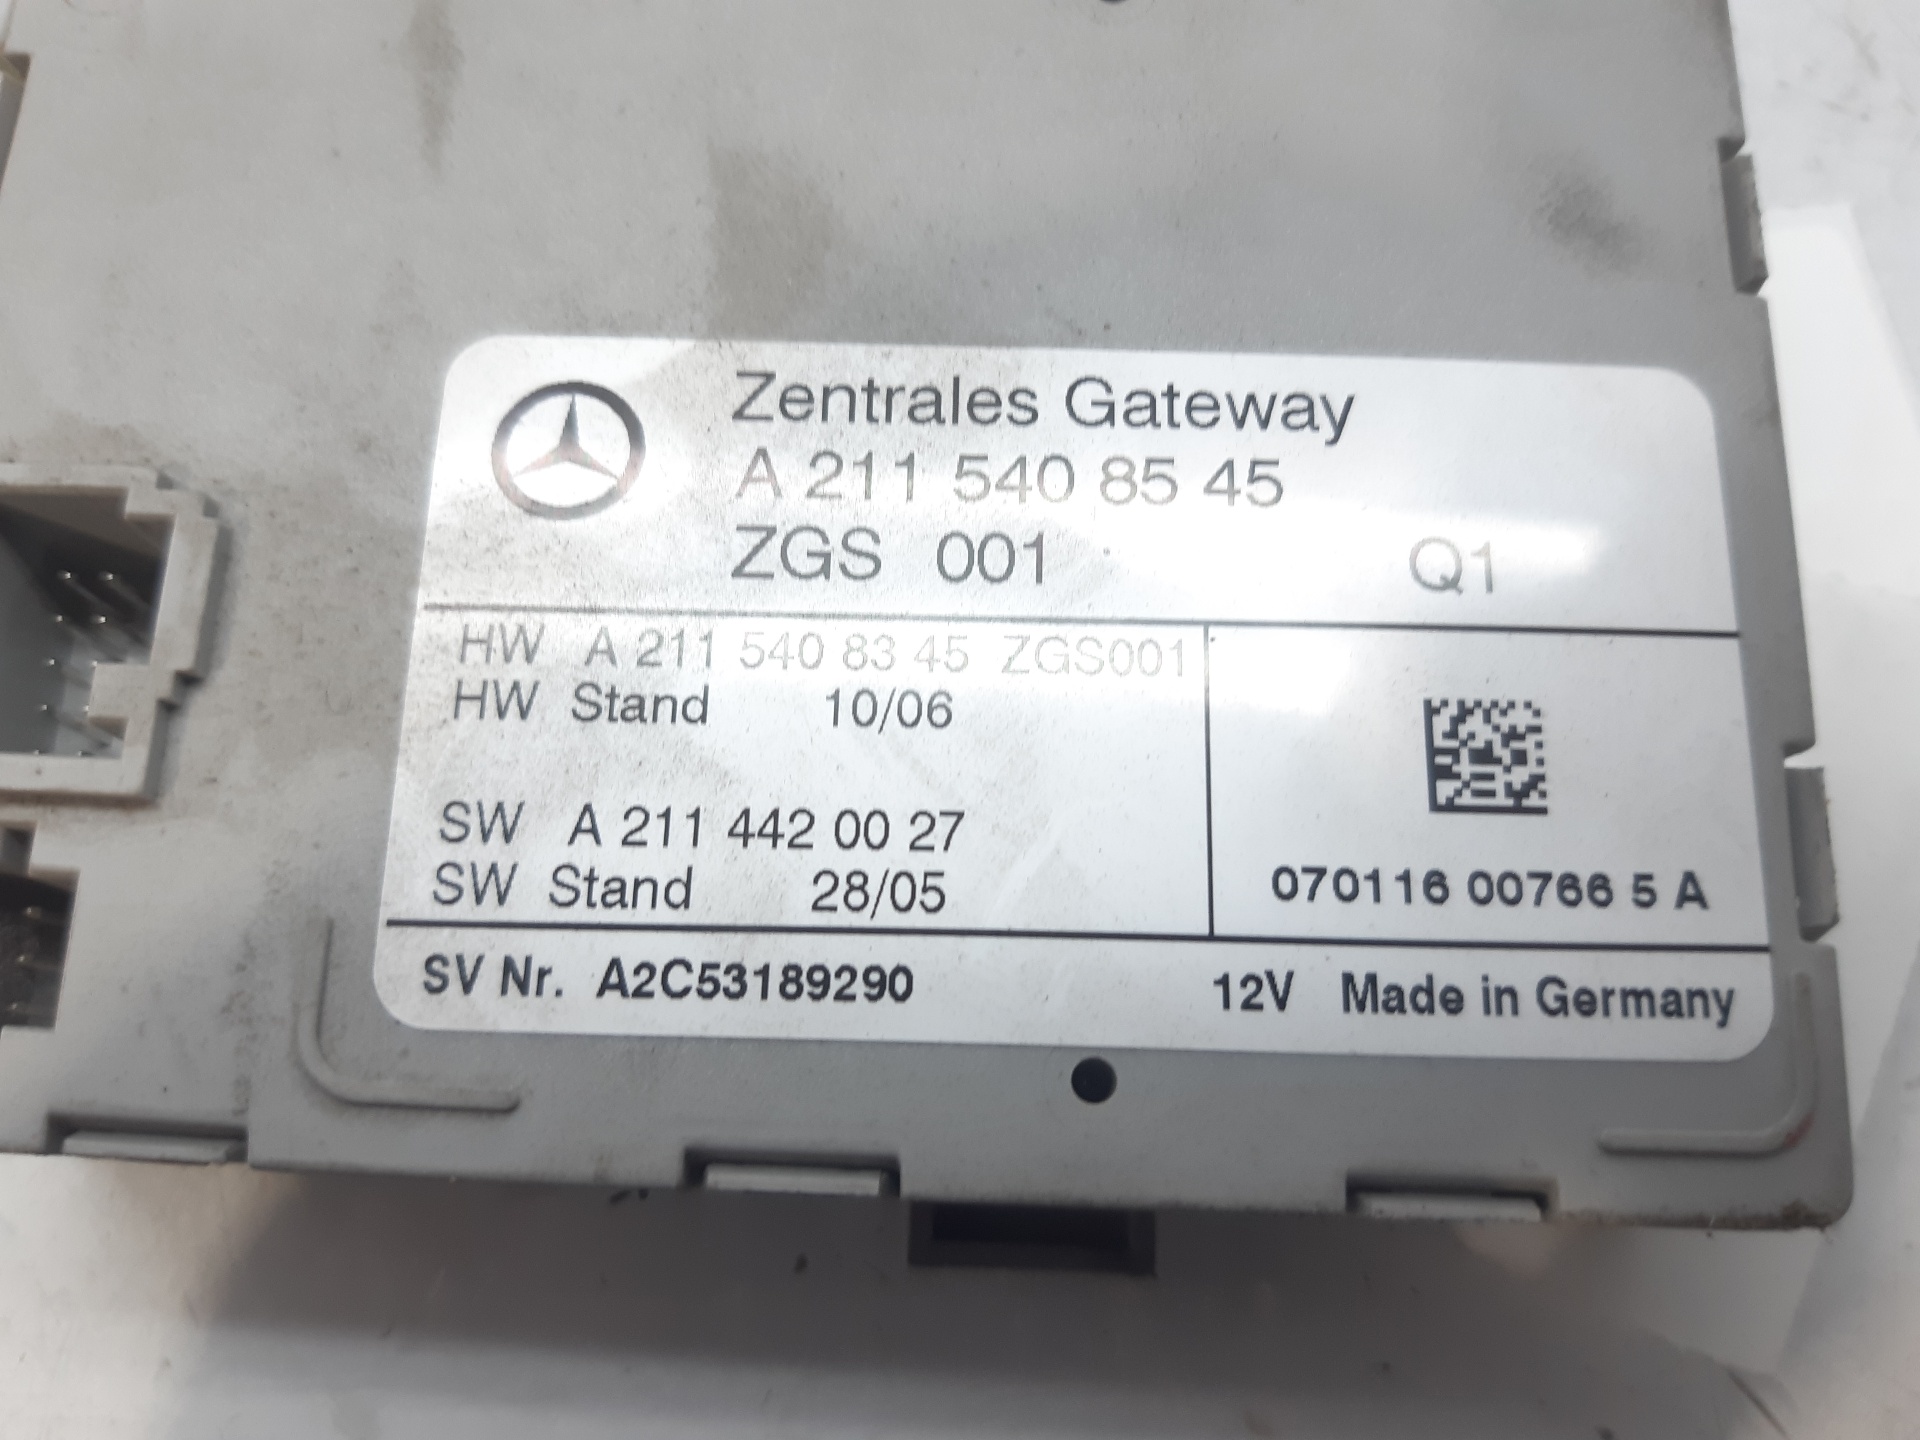 Zentrales Gateway
A 211 540 85 45
ZGS 001 Q1
HW A 211 540 83 45 ZGS001
HW Stand 10/06
SW A 211 442 00 27
SW Stand 28/05
070116 00766 5 A
SV Nr. A2C53189290 12V Made in Germany